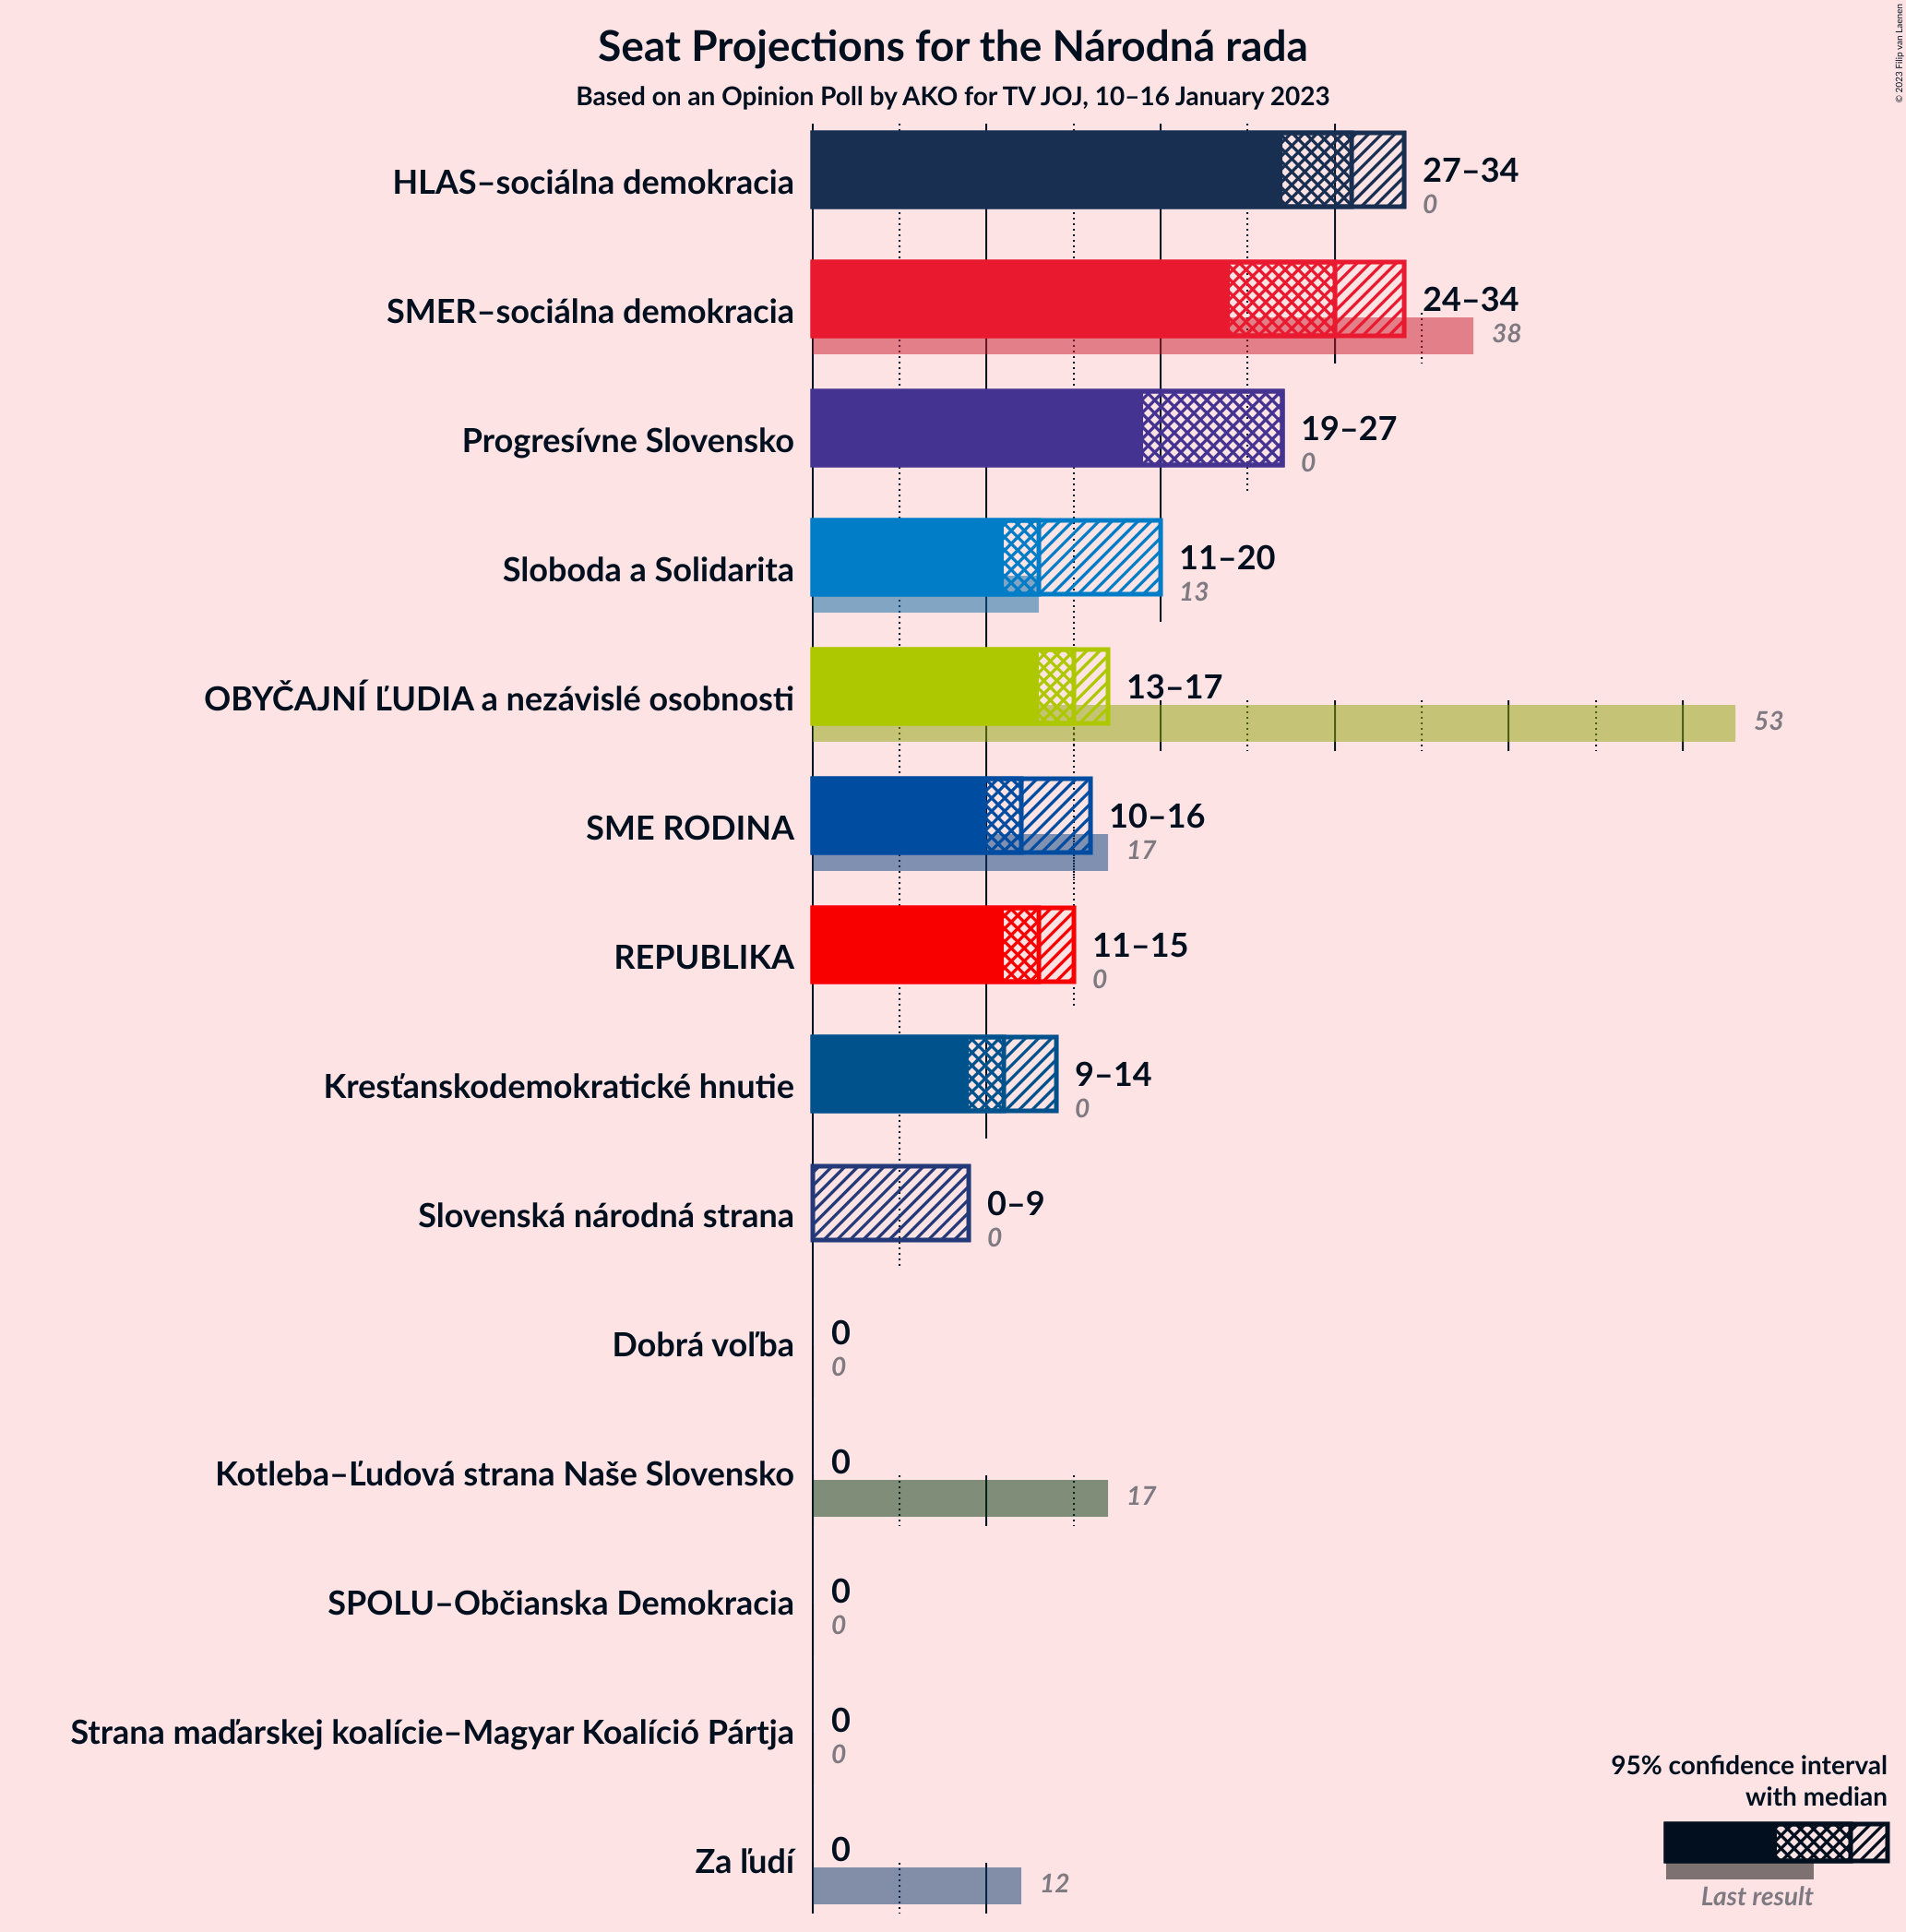 Seat Projections for the Národná rada
Based on an Opinion Poll by AKO for TV JOJ, 10–16 January 2023
© 2023 Filip van Laenen
HLAS–sociálna demokracia
27–34
0
SMER–sociálna demokracia
24–34
38
Progresívne Slovensko
19–27
0
Sloboda a Solidarita
11–20
13
OBYČAJNÍ ĽUDIA a nezávislé osobnosti
13–17
53
SME RODINA
10–16
17
REPUBLIKA
11–15
0
Kresťanskodemokratické hnutie
9–14
0
Slovenská národná strana
0–9
0
Dobrá voľba
0
0
Kotleba–Ľudová strana Naše Slovensko
0
17
SPOLU–Občianska Demokracia
0
0
Strana maďarskej koalície–Magyar Koalíció Pártja
0
0
Za ľudí
0
12
95% confidence interval
with median
Last result